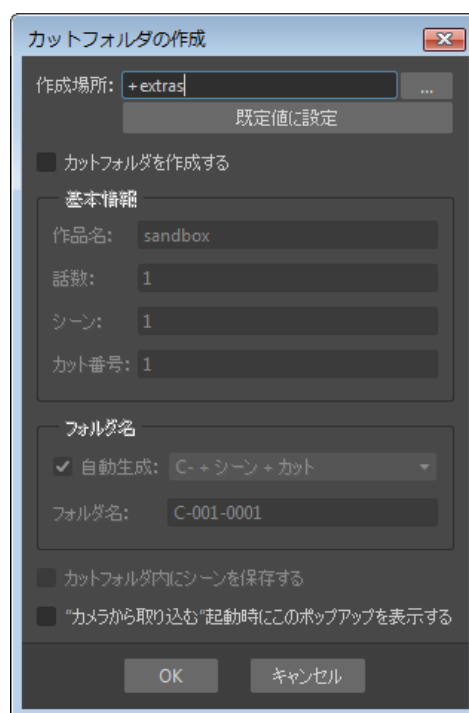 カットフォルダの作成
作成場所: +extras ...
既定値に設定
カットフォルダを作成する
基本情報
作品名: sandbox
話数: 1
シーン: 1
カット番号: 1
フォルダ名
自動生成: C- + シーン + カット
フォルダ名: C-001-0001
カットフォルダ内にシーンを保存する
"カメラから取り込む"起動時にこのポップアップを表示する
OK キャンセル